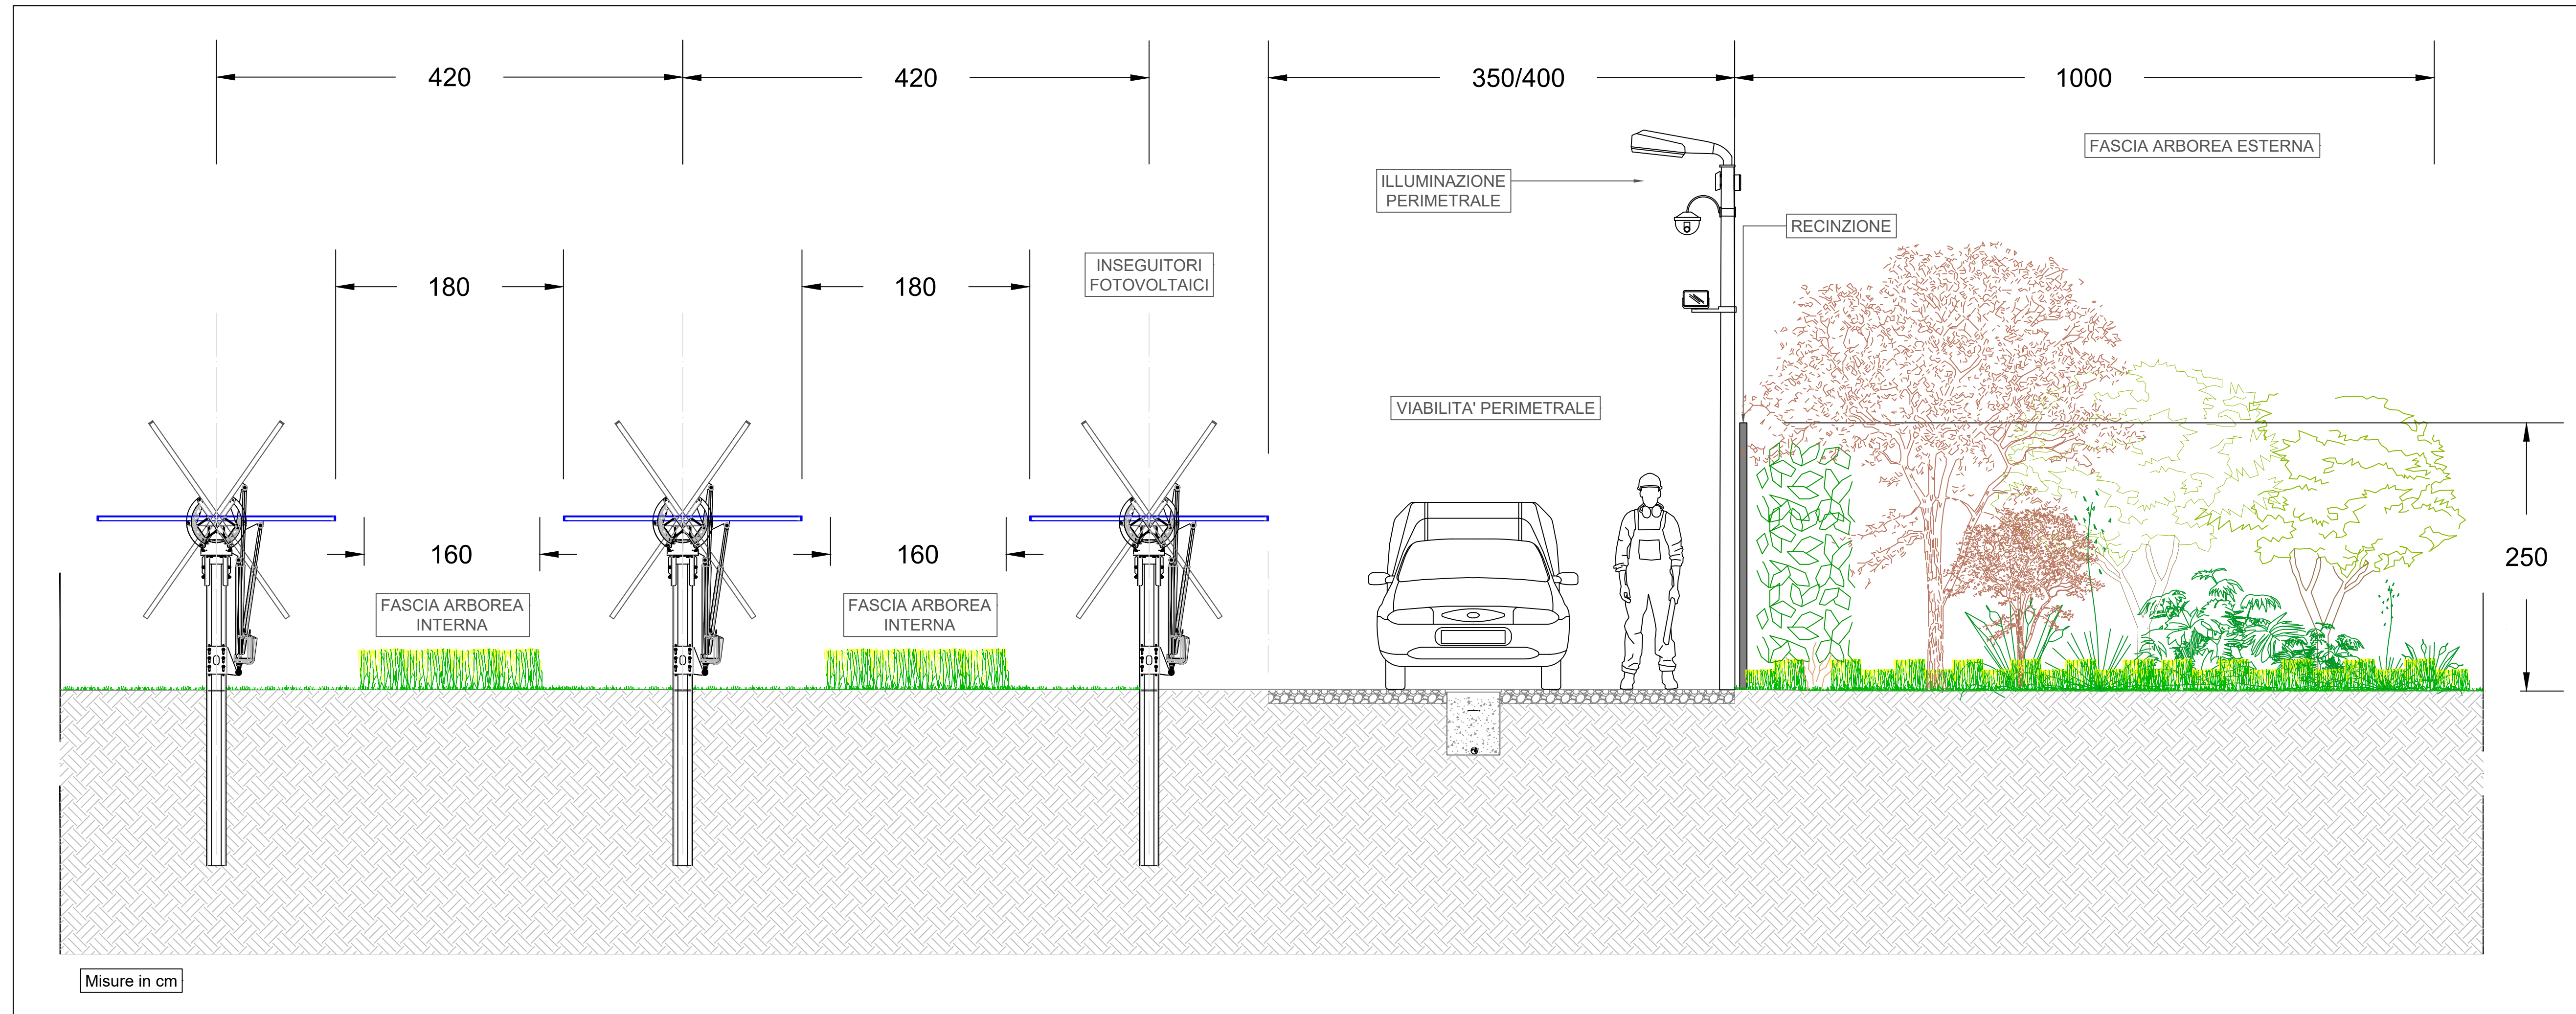 420
420
350/400
1000
FASCIA ARBOREA ESTERNA
ILLUMINAZIONE
PERIMETRALE
RECINZIONE
180
180
INSEGUITORI
FOTOVOLTAICI
VIABILITA' PERIMETRALE
160
160
250
FASCIA ARBOREA
INTERNA
FASCIA ARBOREA
INTERNA
Misure in cm